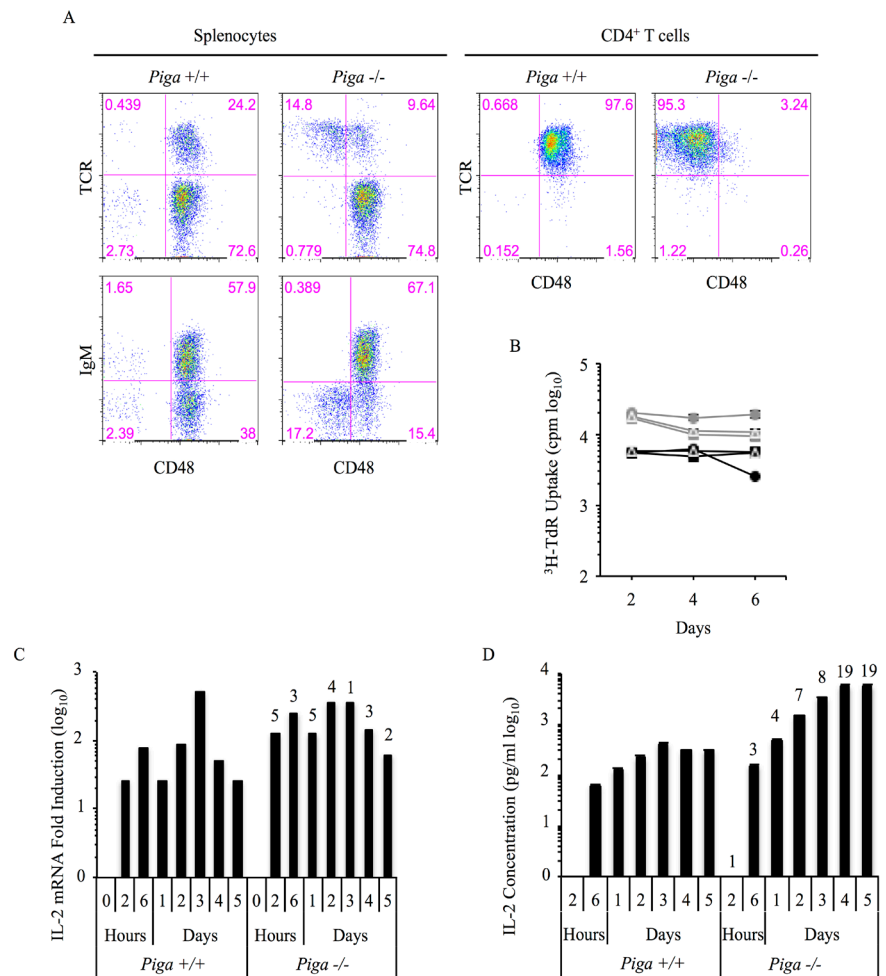 A
Splenocytes
CD4⁺ T cells
Piga +/+
Piga -/-
Piga +/+
Piga -/-
0.439
24.2
14.8
9.64
0.668
97.6
95.3
3.24
TCR
TCR
2.73
72.6
0.779
74.8
0.152
1.56
1.22
0.26
CD48
CD48
1.65
57.9
0.389
67.1
IgM
2.39
38
17.2
15.4
CD48
CD48
B
5
4
3
2
³H-TdR Uptake (cpm log₁₀)
2 4 6
Days
C
IL-2 mRNA Fold Induction (log₁₀)
3
2
1
0
5 3 5 4 1 3 2
0 2 6 1 2 3 4 5 0 2 6 1 2 3 4 5
Hours Days Hours Days
Piga +/+ Piga -/-
D
IL-2 Concentration (pg/ml log₁₀)
4
3
2
1
0
1 3 4 7 8 19 19
2 6 1 2 3 4 5 2 6 1 2 3 4 5
Hours Days Hours Days
Piga +/+ Piga -/-